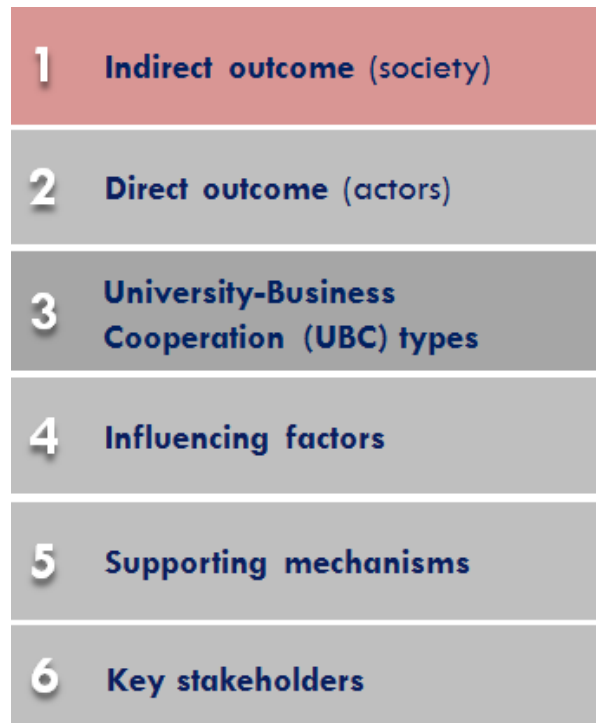 1 Indirect outcome (society)
2 Direct outcome (actors)
3 University-Business
Cooperation (UBC) types
4 Influencing factors
5 Supporting mechanisms
6 Key stakeholders